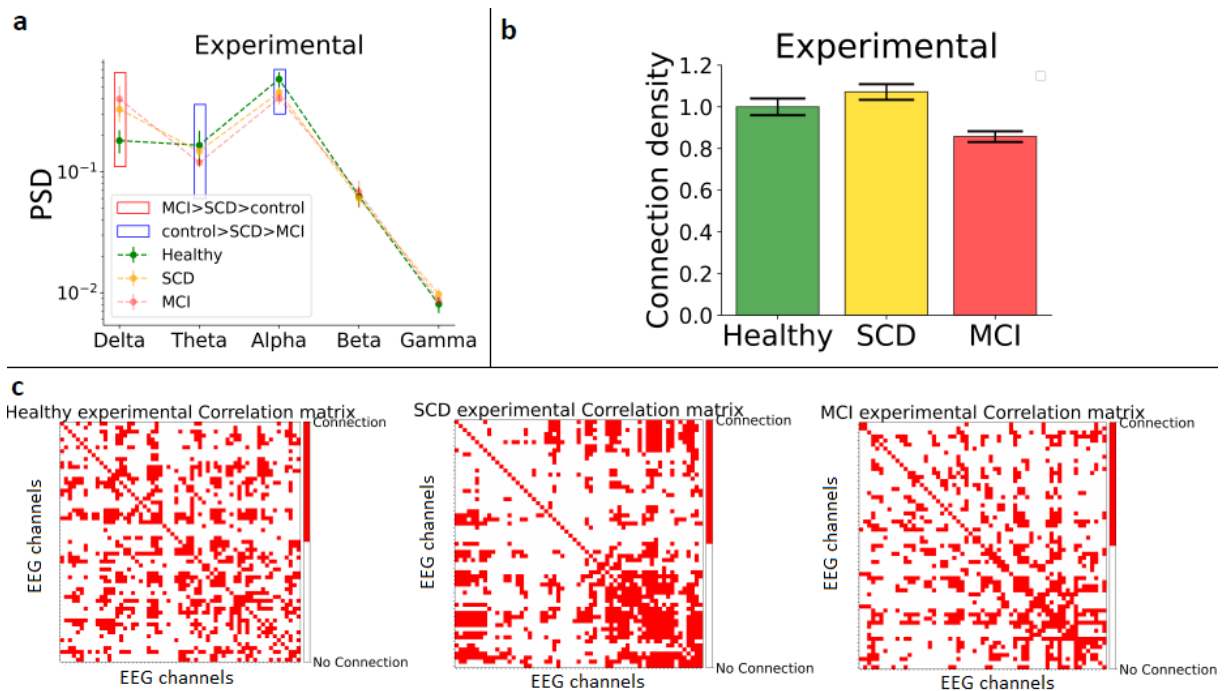 a
Experimental
PSD
10⁻¹
10⁻²
MCI>SCD>control
control>SCD>MCI
Healthy
SCD
MCI
Delta Theta Alpha Beta Gamma
b
Experimental
Connection density
1.2
1.0
0.8
0.6
0.4
0.2
0.0
Healthy SCD MCI
c
Healthy experimental Correlation matrix
Connection
EEG channels
No Connection
EEG channels
SCD experimental Correlation matrix
Connection
EEG channels
No Connection
EEG channels
MCI experimental Correlation matrix
Connection
EEG channels
No Connection
EEG channels